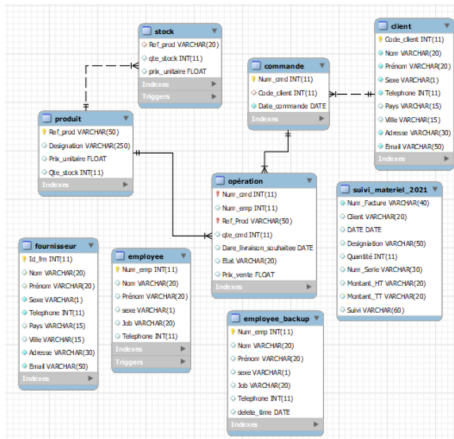 stock
Ref_prod VARCHAR(20)
qte_stock INT(11)
prix_unitaire FLOAT
Indexes
Triggers
client
Code_client INT(11)
Nom VARCHAR(20)
Prénom VARCHAR(20)
Sexe VARCHAR(1)
Telephone INT(11)
Pays VARCHAR(15)
Ville VARCHAR(15)
Adresse VARCHAR(30)
Email VARCHAR(50)
Indexes
commande
Num_cmd INT(11)
Code_client INT(11)
Date_commande DATE
Indexes
produit
Ref_prod VARCHAR(50)
Designation VARCHAR(250)
Prix_unitaire FLOAT
Qte_stock INT(11)
Indexes
opération
Num_cmd INT(11)
Num_emp INT(11)
Ref_Prod VARCHAR(50)
qte_cmd INT(11)
Dare_livraison_souhaitee DATE
Etat VARCHAR(20)
Prix_vente FLOAT
Indexes
suivi_materiel_2021
Num_Facture VARCHAR(40)
Client VARCHAR(20)
DATE DATE
Designiation VARCHAR(50)
Quantité INT(11)
Num_Serie VARCHAR(30)
Montant_HT VARCHAR(20)
Montant_TT VARCHAR(20)
Suivi VARCHAR(60)
Indexes
fournisseur
Id_frn INT(11)
Nom VARCHAR(20)
Prénom VARCHAR(20)
Sexe VARCHAR(1)
Telephone INT(11)
Pays VARCHAR(15)
Ville VARCHAR(15)
Adresse VARCHAR(30)
Email VARCHAR(50)
Indexes
employee
Num_emp INT(11)
Nom VARCHAR(20)
Prénom VARCHAR(20)
sexe VARCHAR(1)
Job VARCHAR(20)
Telephone INT(11)
Indexes
Triggers
employee_backup
Num_emp INT(11)
Nom VARCHAR(20)
Prénom VARCHAR(20)
sexe VARCHAR(1)
Job VARCHAR(20)
Telephone INT(11)
delete_time DATE
Indexes